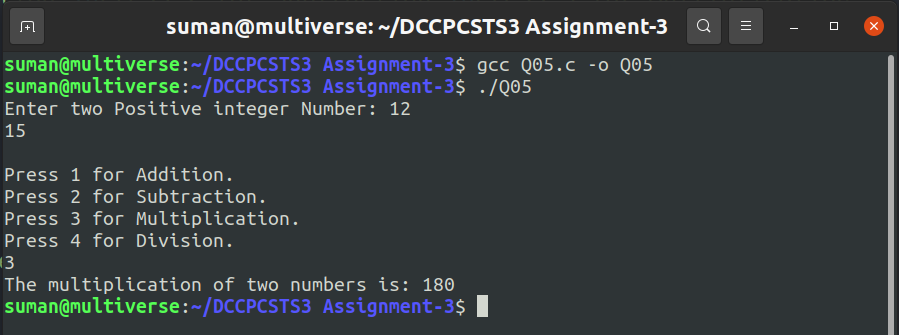 suman@multiverse: ~/DCCPCSTS3 Assignment-3
suman@multiverse:~/DCCPCSTS3 Assignment-3$ gcc Q05.c -o Q05
suman@multiverse:~/DCCPCSTS3 Assignment-3$ ./Q05
Enter two Positive integer Number: 12
15
Press 1 for Addition.
Press 2 for Subtraction.
Press 3 for Multiplication.
Press 4 for Division.
3
The multiplication of two numbers is: 180
suman@multiverse:~/DCCPCSTS3 Assignment-3$